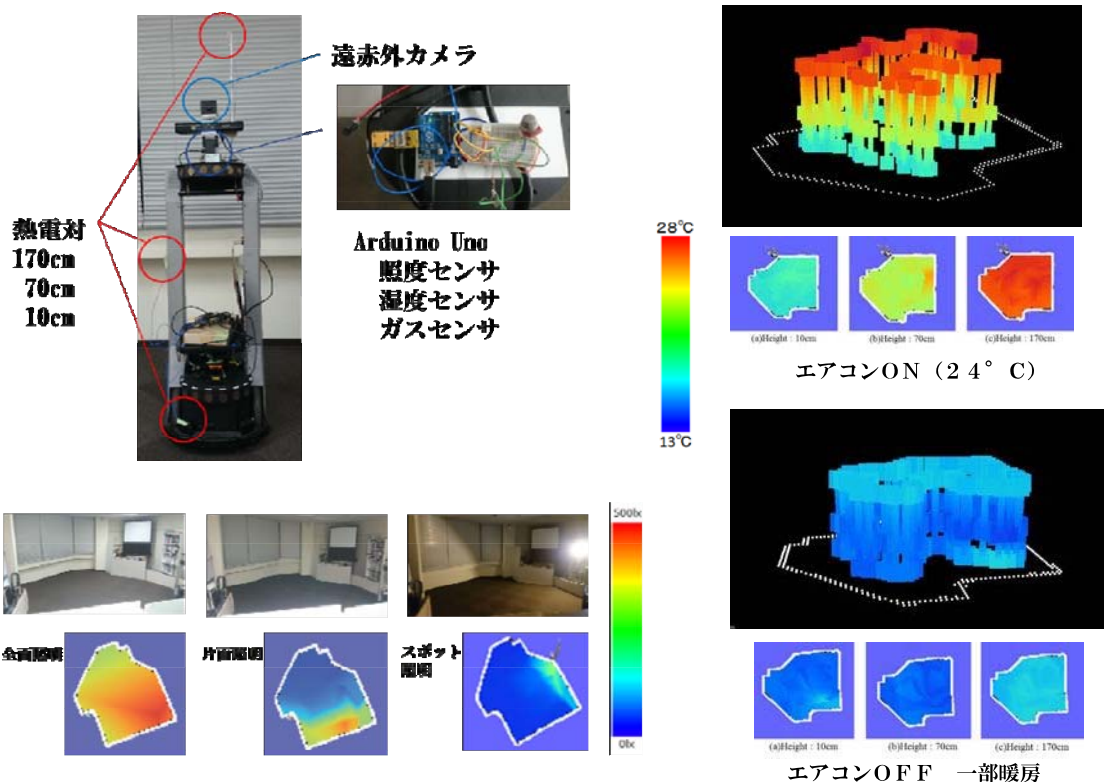 遠赤外カメラ
熱電対
170cm
70cm
10cm
Arduino Uno
照度センサ
湿度センサ
ガスセンサ
28℃
13℃
(a)Height : 10cm
(b)Height : 70cm
(c)Height : 170cm
エアコンON（24°C）
500lx
0lx
全面照明
片面照明
スポット
照明
(a)Height : 10cm
(b)Height : 70cm
(c)Height : 170cm
エアコンOFF　一部暖房